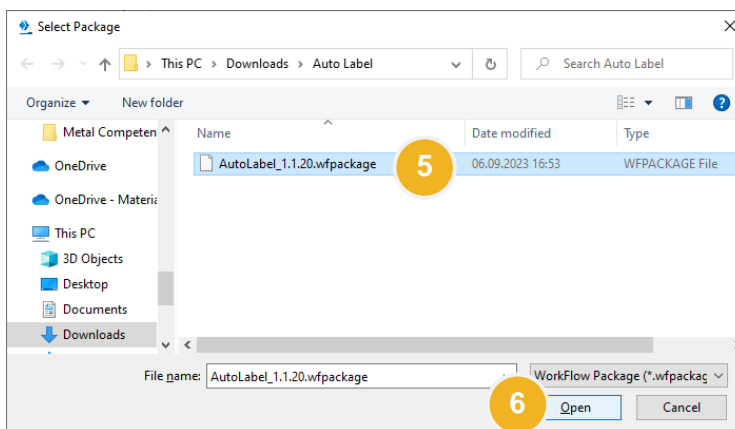 Select Package
This PC > Downloads > Auto Label
Search Auto Label
Organize
New folder
Metal Competen
OneDrive
OneDrive - Materia
This PC
3D Objects
Desktop
Documents
Downloads
Name
Date modified
Type
AutoLabel_1.1.20.wfpackage
5
06.09.2023 16:53
WFPACKAGE File
File name: AutoLabel_1.1.20.wfpackage
WorkFlow Package (*.wfpackag
6
Open
Cancel